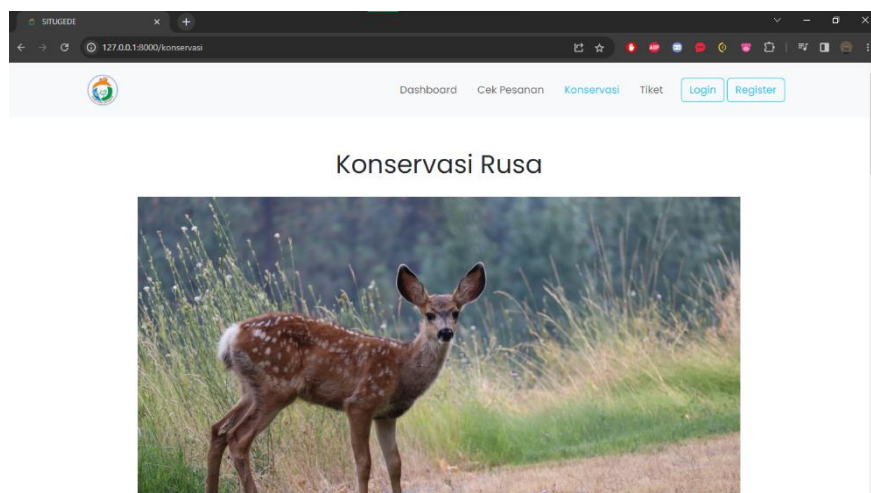 SITUGEDE
127.0.0.1:8000/konservasi
Dashboard Cek Pesanan Konservasi Tiket Login Register
Konservasi Rusa